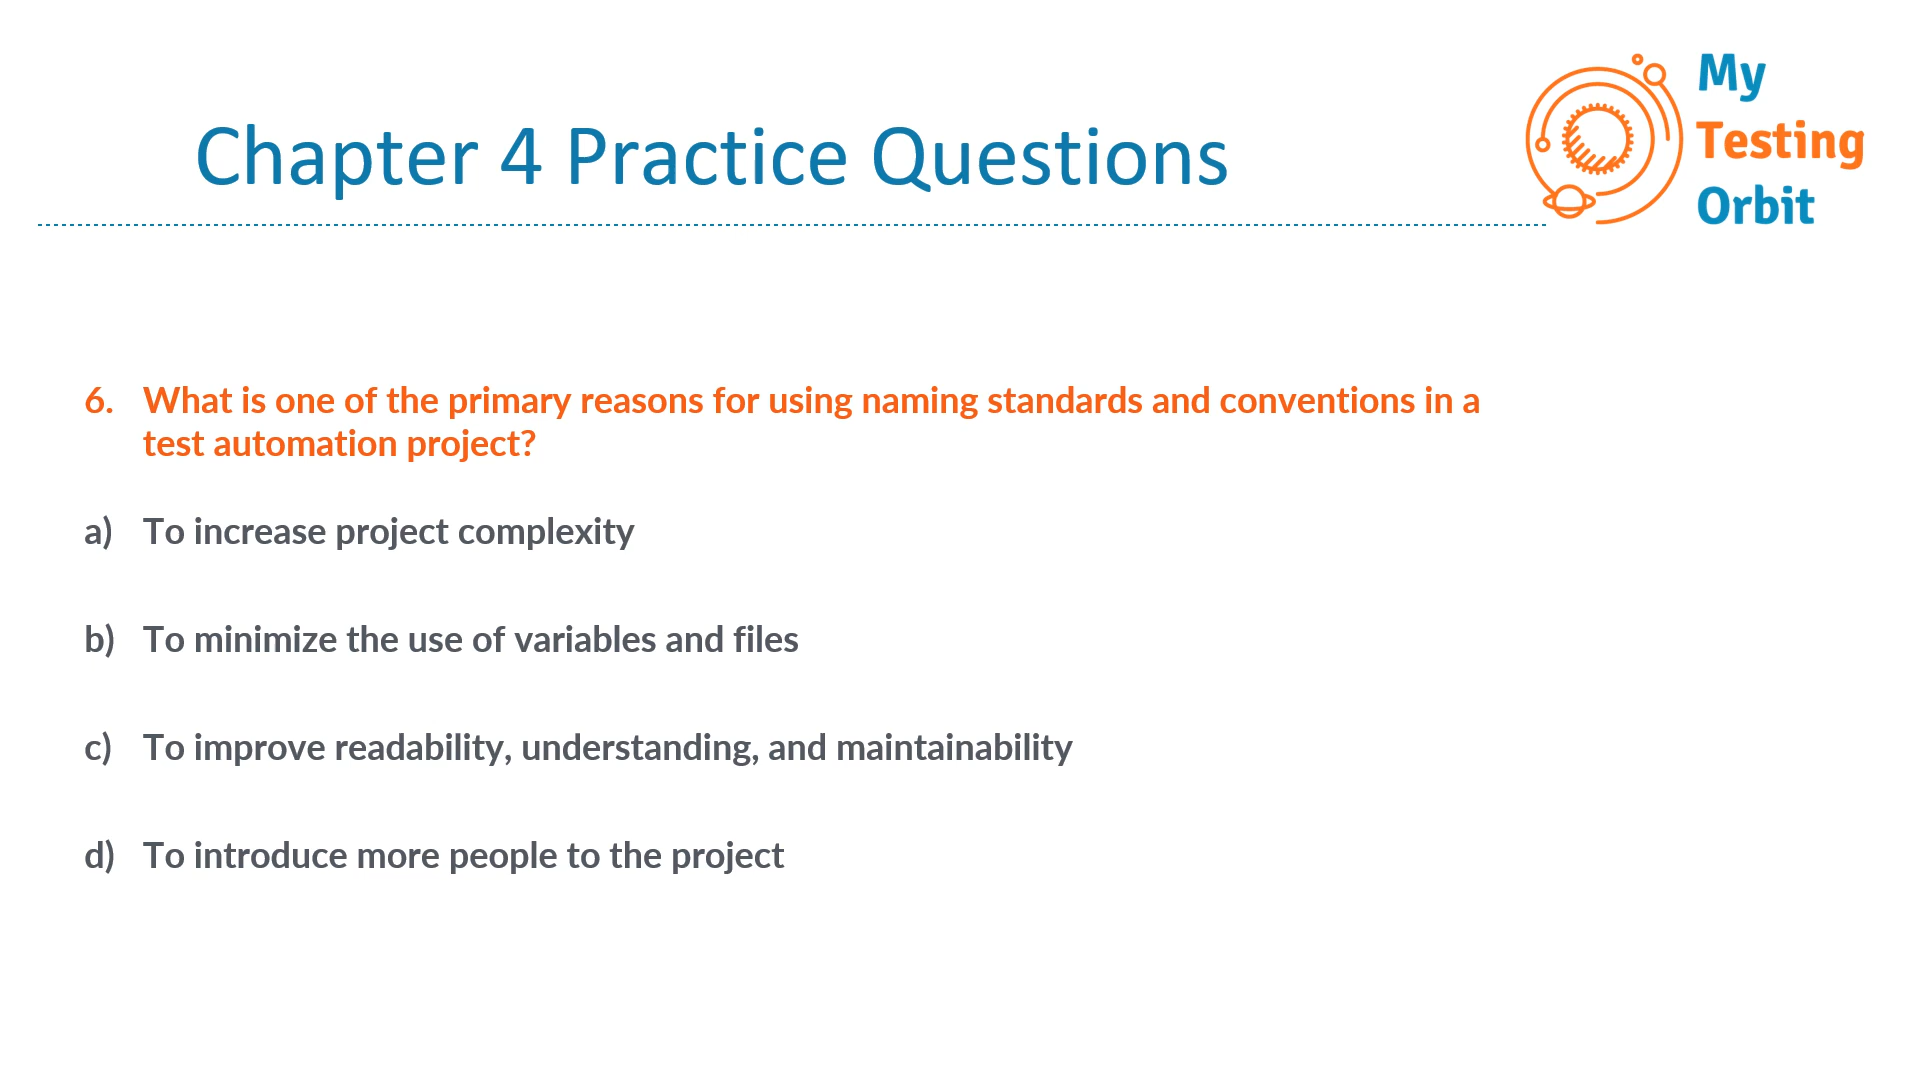 My
Testing
Orbit
Chapter 4 Practice Questions
6. What is one of the primary reasons for using naming standards and conventions in a
test automation project?
a) To increase project complexity
b) To minimize the use of variables and files
c) To improve readability, understanding, and maintainability
d) To introduce more people to the project